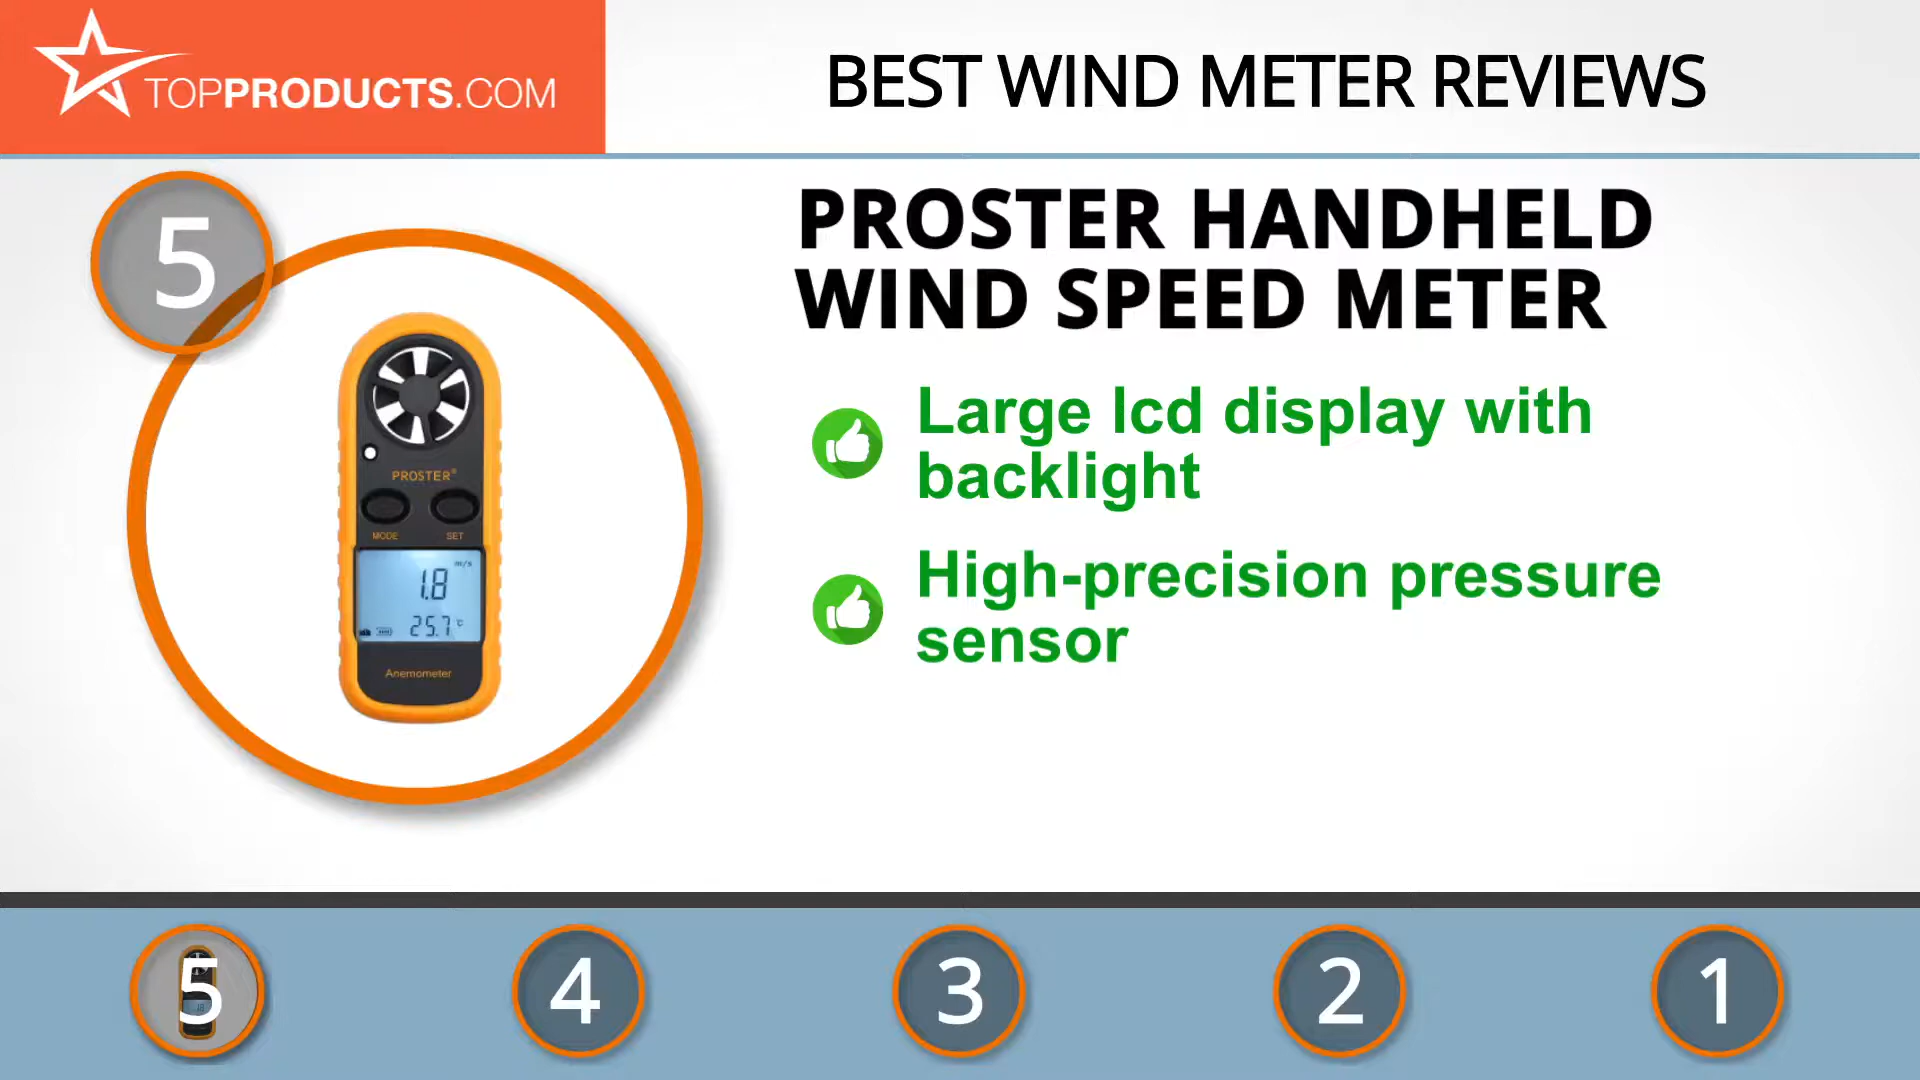 TOPPRODUCTS.COM
BEST WIND METER REVIEWS
5
PROSTER HANDHELD
WIND SPEED METER
Large lcd display with
backlight
High-precision pressure
sensor
PROSTER®
MODE SET
m/s
1.8
25.7 °C
Anemometer
5 4 3 2 1